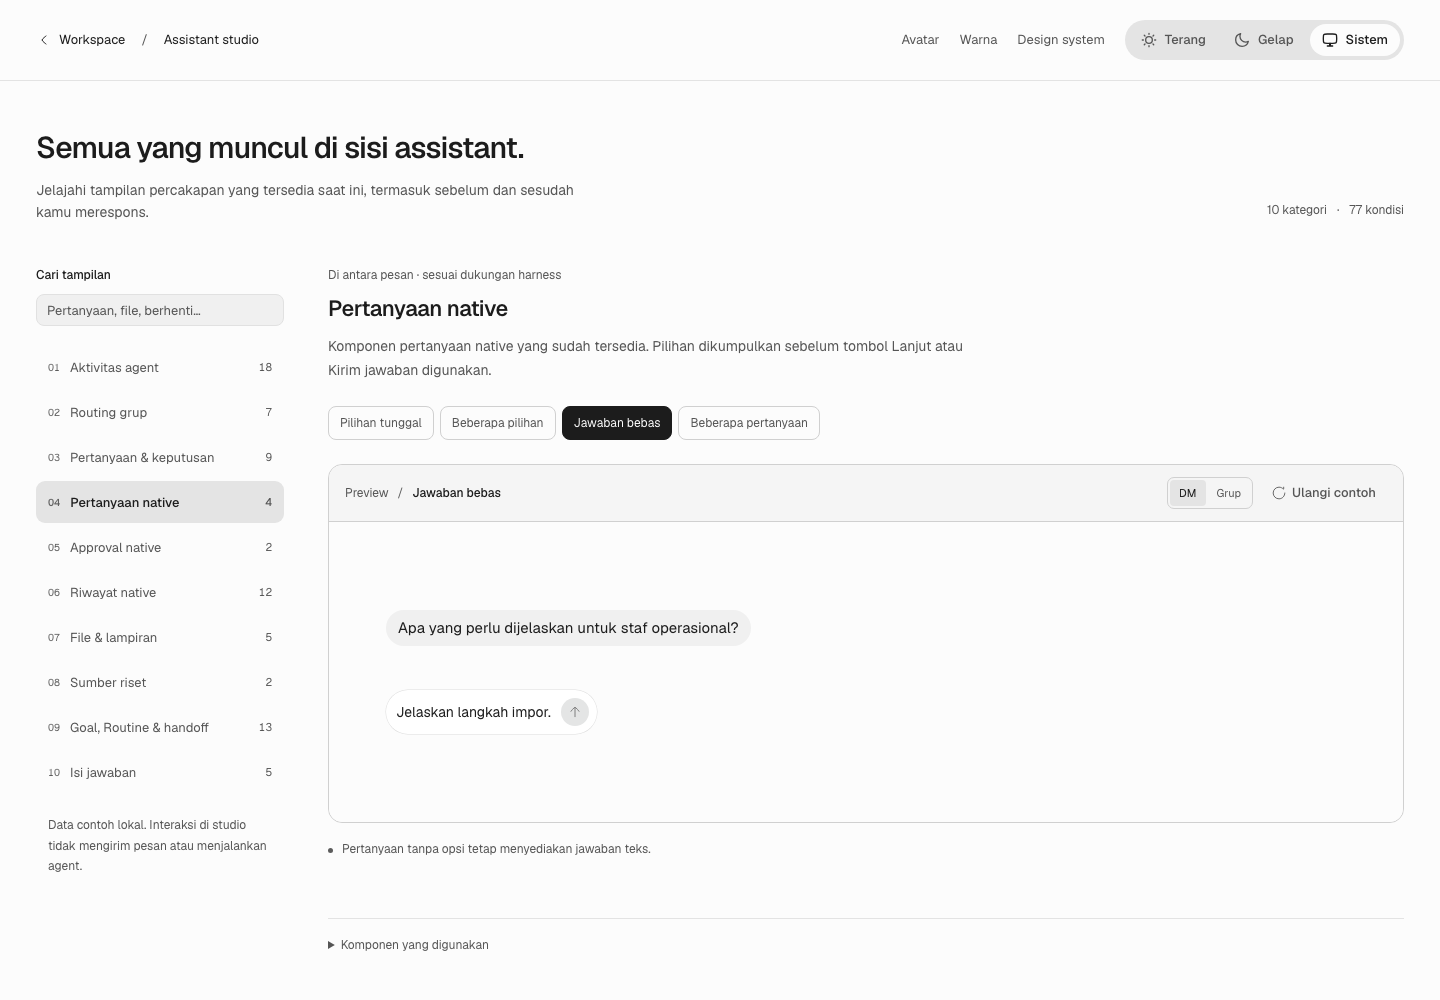 Workspace / Assistant studio
Avatar Warna Design system Terang Gelap Sistem
Semua yang muncul di sisi assistant.
Jelajahi tampilan percakapan yang tersedia saat ini, termasuk sebelum dan sesudah
kamu merespons.
10 kategori · 77 kondisi
Cari tampilan
Pertanyaan, file, berhenti…
01 Aktivitas agent 18
02 Routing grup 7
03 Pertanyaan & keputusan 9
04 Pertanyaan native 4
05 Approval native 2
06 Riwayat native 12
07 File & lampiran 5
08 Sumber riset 2
09 Goal, Routine & handoff 13
10 Isi jawaban 5
Data contoh lokal. Interaksi di studio
tidak mengirim pesan atau menjalankan
agent.
Di antara pesan · sesuai dukungan harness
Pertanyaan native
Komponen pertanyaan native yang sudah tersedia. Pilihan dikumpulkan sebelum tombol Lanjut atau
Kirim jawaban digunakan.
Pilihan tunggal Beberapa pilihan Jawaban bebas Beberapa pertanyaan
Preview / Jawaban bebas DM Grup Ulangi contoh
Apa yang perlu dijelaskan untuk staf operasional?
Jelaskan langkah impor.
Pertanyaan tanpa opsi tetap menyediakan jawaban teks.
Komponen yang digunakan